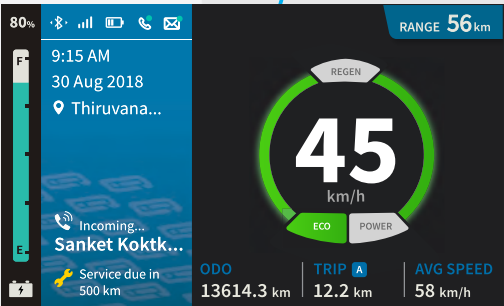 80%
F
E
9:15 AM
30 Aug 2018
Thiruvana...
Incoming...
Sanket Koktk...
Service due in
500 km
RANGE 56 km
REGEN
45
km/h
ECO POWER
ODO
13614.3 km
TRIP A
12.2 km
AVG SPEED
58 km/h